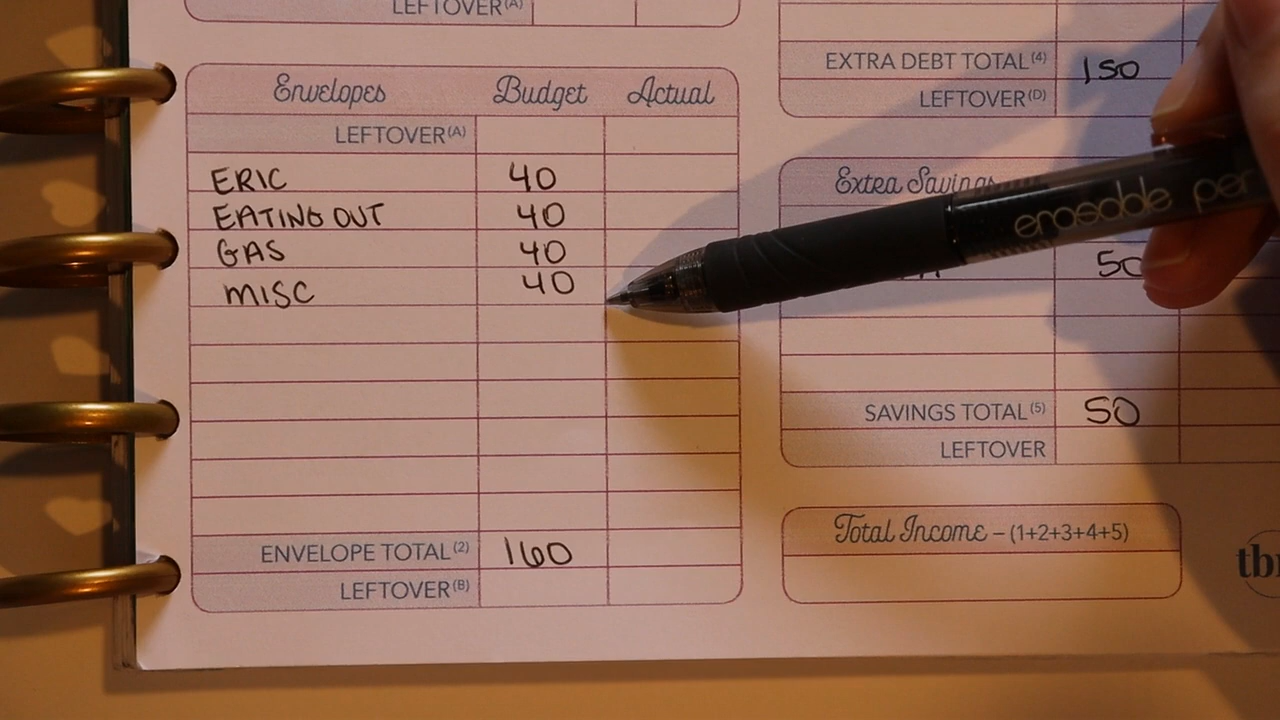 LEFTOVER(A)
Envelopes Budget Actual
LEFTOVER(A)
ERIC 40
EATING OUT 40
GAS 40
MISC 40
ENVELOPE TOTAL(2) 160
LEFTOVER(B)
EXTRA DEBT TOTAL(4) 150
LEFTOVER(D)
Extra Savings
50
SAVINGS TOTAL(5) 50
LEFTOVER
Total Income – (1+2+3+4+5)
erasable